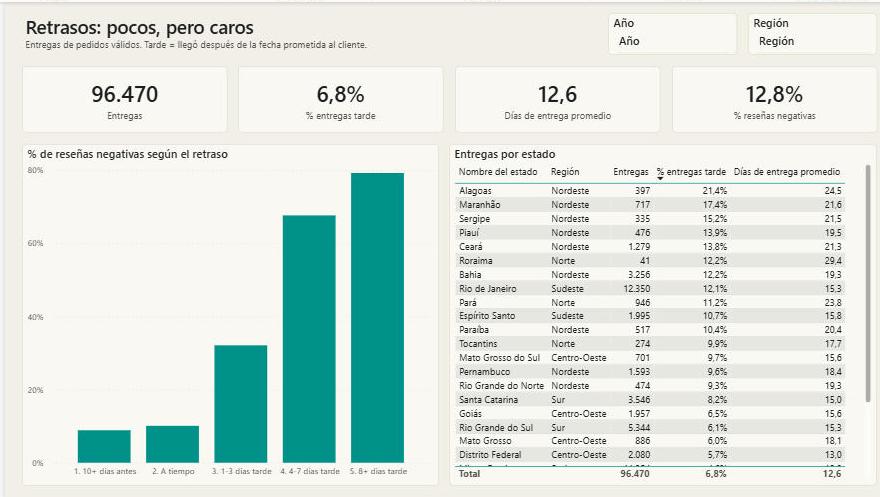 Retrasos: pocos, pero caros
Entregas de pedidos válidos. Tarde = llegó después de la fecha prometida al cliente.
Año
Año
Región
Región
96.470
Entregas
6,8%
% entregas tarde
12,6
Días de entrega promedio
12,8%
% reseñas negativas
% de reseñas negativas según el retraso
80%
60%
40%
20%
0%
1. 10+ días antes 2. A tiempo 3. 1-3 días tarde 4. 4-7 días tarde 5. 8+ días tarde
Entregas por estado
Nombre del estado Región Entregas % entregas tarde Días de entrega promedio
Alagoas Nordeste 397 21,4% 24,5
Maranhão Nordeste 717 17,4% 21,6
Sergipe Nordeste 335 15,2% 21,5
Piauí Nordeste 476 13,9% 19,5
Ceará Nordeste 1.279 13,8% 21,3
Roraima Norte 41 12,2% 29,4
Bahia Nordeste 3.256 12,2% 19,3
Rio de Janeiro Sudeste 12.350 12,1% 15,3
Pará Norte 946 11,2% 23,8
Espírito Santo Sudeste 1.995 10,7% 15,8
Paraíba Nordeste 517 10,4% 20,4
Tocantins Norte 274 9,9% 17,7
Mato Grosso do Sul Centro-Oeste 701 9,7% 15,6
Pernambuco Nordeste 1.593 9,6% 18,4
Rio Grande do Norte Nordeste 474 9,3% 19,3
Santa Catarina Sur 3.546 8,2% 15,0
Goiás Centro-Oeste 1.957 6,5% 15,6
Rio Grande do Sul Sur 5.344 6,1% 15,3
Mato Grosso Centro-Oeste 886 6,0% 18,1
Distrito Federal Centro-Oeste 2.080 5,7% 13,0
Total 96.470 6,8% 12,6